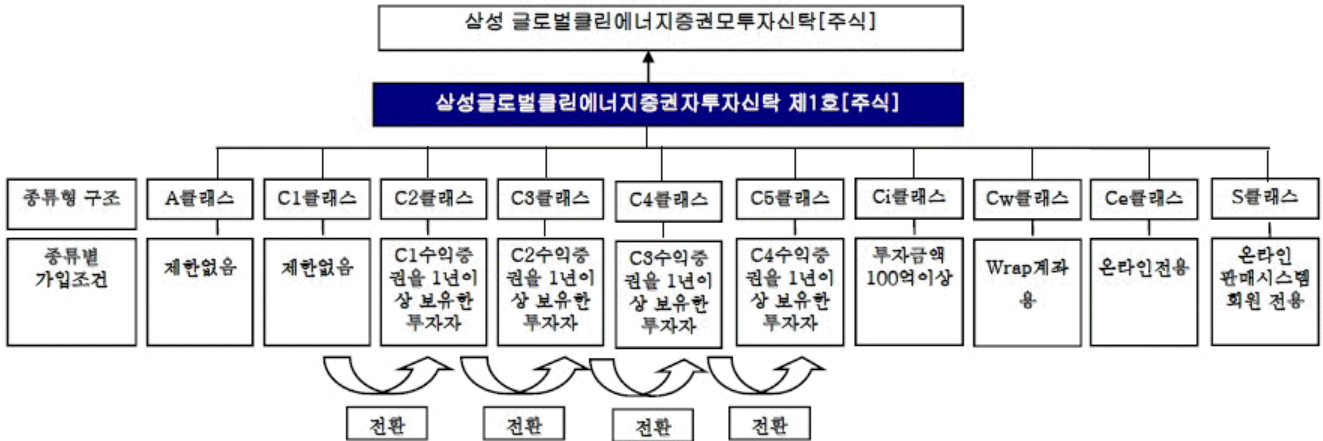 삼성 글로벌클린에너지증권모투자신탁[주식]
삼성글로벌클린에너지증권자투자신탁 제1호[주식]
종류형 구조
A클래스
C1클래스
C2클래스
C3클래스
C4클래스
C5클래스
Ci클래스
Cw클래스
Ce클래스
S클래스
종류별
가입조건
제한없음
제한없음
C1수익증
권을 1년이
상 보유한
투자자
C2수익증
권을 1년이
상 보유한
투자자
C3수익증
권을 1년이
상 보유한
투자자
C4수익증
권을 1년이
상 보유한
투자자
투자금액
100억이상
Wrap계좌
용
온라인전용
온라인
판매시스템
회원 전용
전환
전환
전환
전환